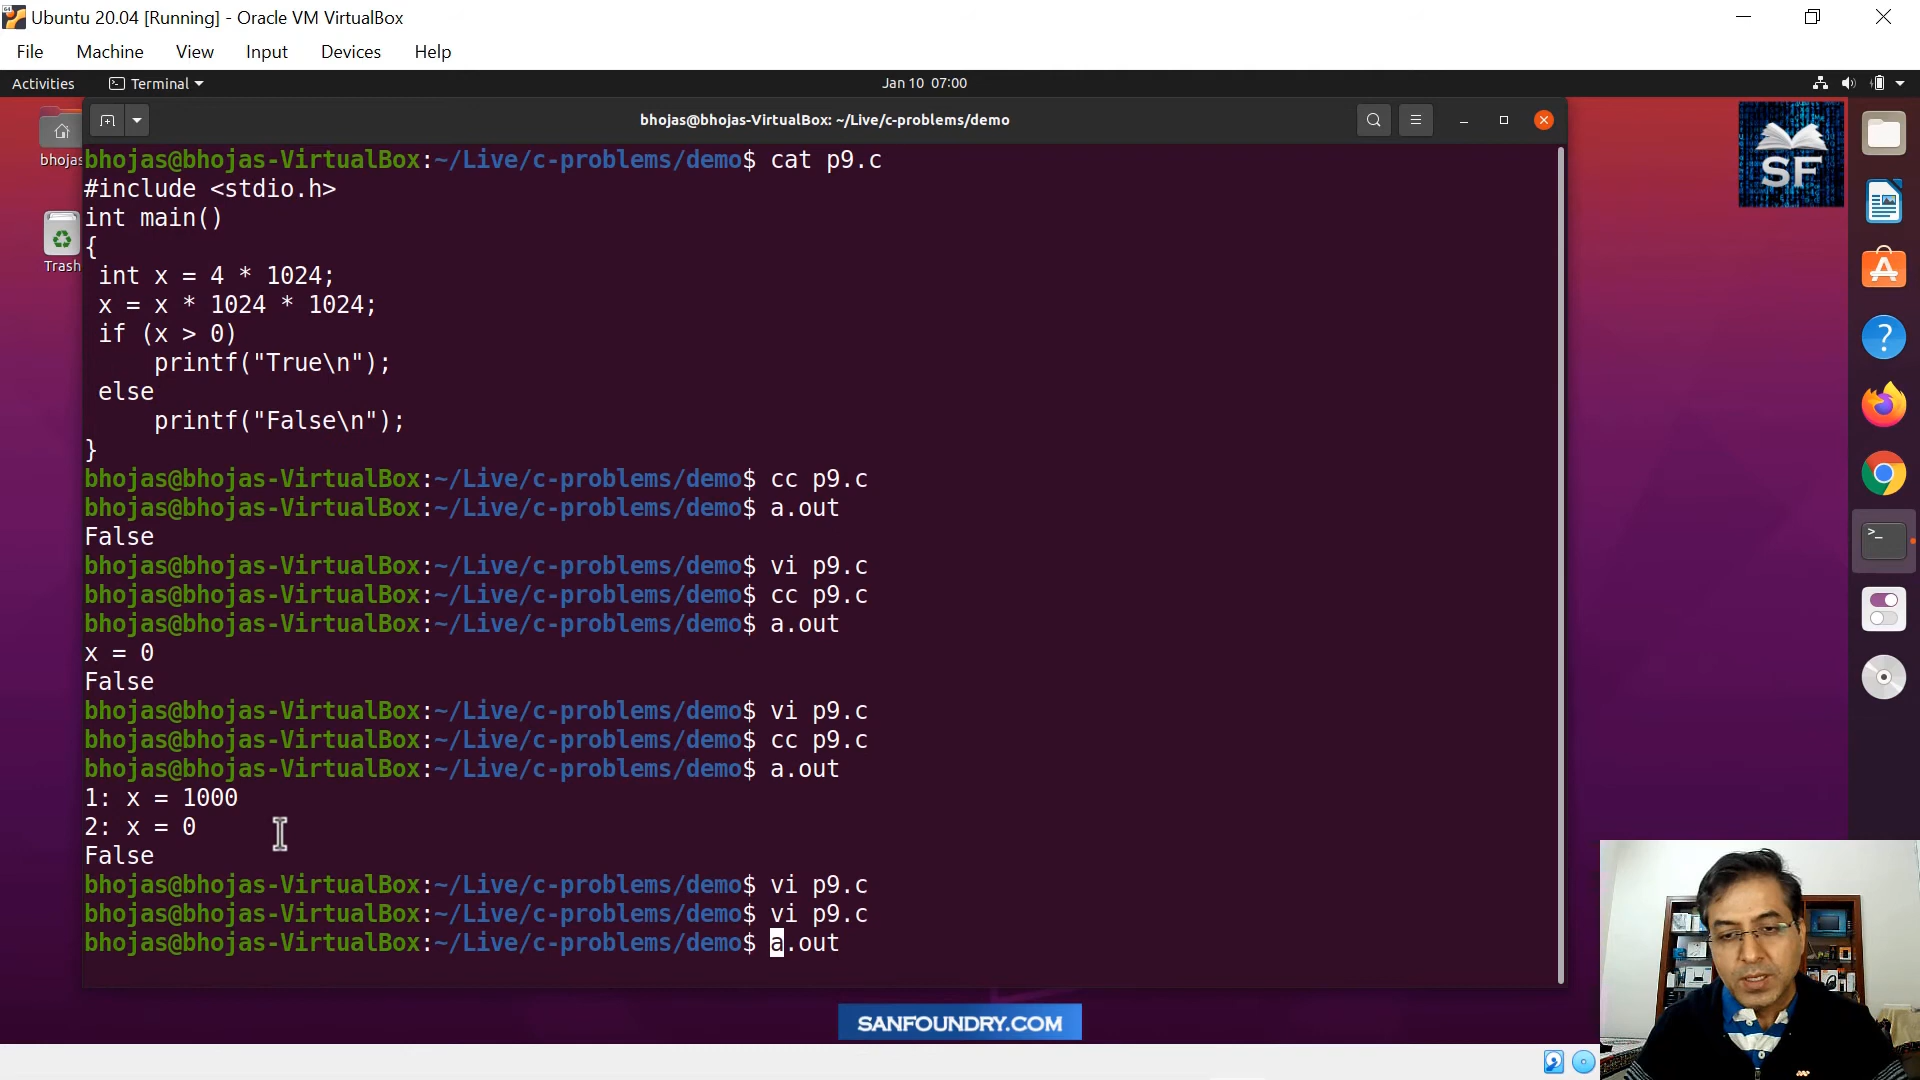 Ubuntu 20.04 [Running] - Oracle VM VirtualBox
File Machine View Input Devices Help
Activities Terminal Jan 10 07:00
bhojas@bhojas-VirtualBox: ~/Live/c-problems/demo
SF
bhojas
Trash
bhojas@bhojas-VirtualBox:~/Live/c-problems/demo$ cat p9.c
#include <stdio.h>
int main()
{
 int x = 4 * 1024;
 x = x * 1024 * 1024;
 if (x > 0)
     printf("True\n");
 else
     printf("False\n");
}
bhojas@bhojas-VirtualBox:~/Live/c-problems/demo$ cc p9.c
bhojas@bhojas-VirtualBox:~/Live/c-problems/demo$ a.out
False
bhojas@bhojas-VirtualBox:~/Live/c-problems/demo$ vi p9.c
bhojas@bhojas-VirtualBox:~/Live/c-problems/demo$ cc p9.c
bhojas@bhojas-VirtualBox:~/Live/c-problems/demo$ a.out
x = 0
False
bhojas@bhojas-VirtualBox:~/Live/c-problems/demo$ vi p9.c
bhojas@bhojas-VirtualBox:~/Live/c-problems/demo$ cc p9.c
bhojas@bhojas-VirtualBox:~/Live/c-problems/demo$ a.out
1: x = 1000
2: x = 0
False
bhojas@bhojas-VirtualBox:~/Live/c-problems/demo$ vi p9.c
bhojas@bhojas-VirtualBox:~/Live/c-problems/demo$ vi p9.c
bhojas@bhojas-VirtualBox:~/Live/c-problems/demo$ a.out
SANFOUNDRY.COM